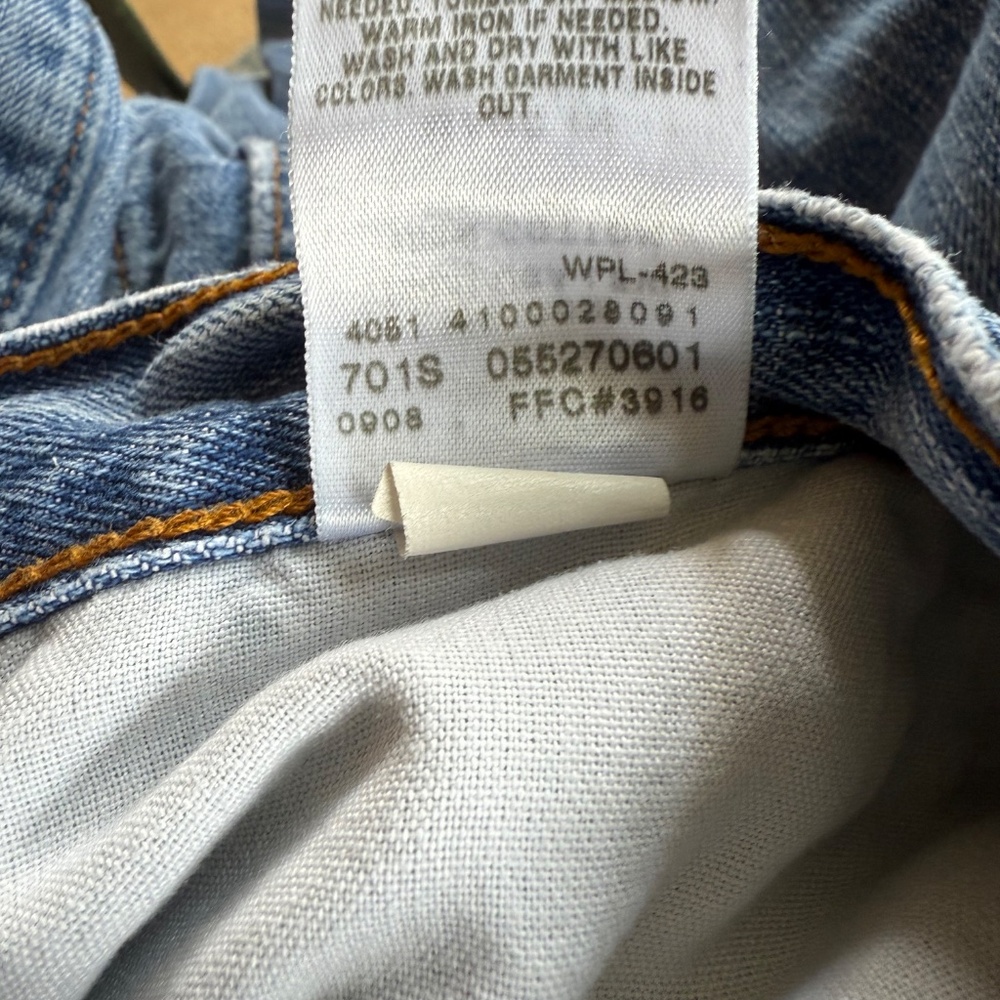 WARM IRON IF NEEDED.
WASH AND DRY WITH LIKE
COLORS. WASH GARMENT INSIDE
OUT.
WPL-423
4081 4100028091
701S 055270601
0908 FFC#3916